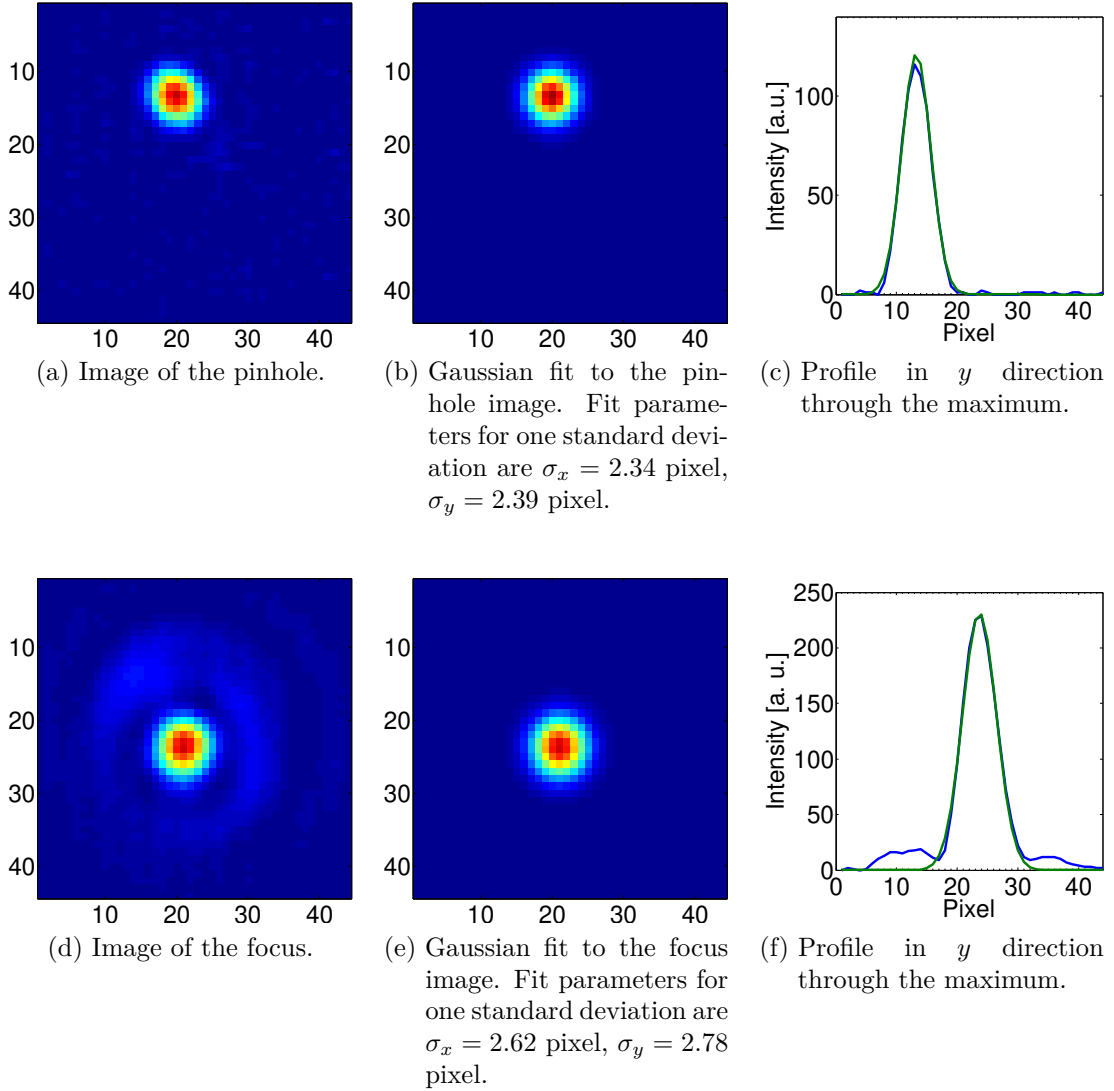 10
20
30
40
10 20 30 40
(a) Image of the pinhole.
10
20
30
40
10 20 30 40
(b) Gaussian fit to the pin-
hole image. Fit parame-
ters for one standard devi-
ation are σx = 2.34 pixel,
σy = 2.39 pixel.
Intensity [a.u.]
100
50
0
0 10 20 30 40
Pixel
(c) Profile in y direction
through the maximum.
10
20
30
40
10 20 30 40
(d) Image of the focus.
10
20
30
40
10 20 30 40
(e) Gaussian fit to the focus
image. Fit parameters for
one standard deviation are
σx = 2.62 pixel, σy = 2.78
pixel.
Intensity [a. u.]
250
200
150
100
50
0
0 10 20 30 40
Pixel
(f) Profile in y direction
through the maximum.